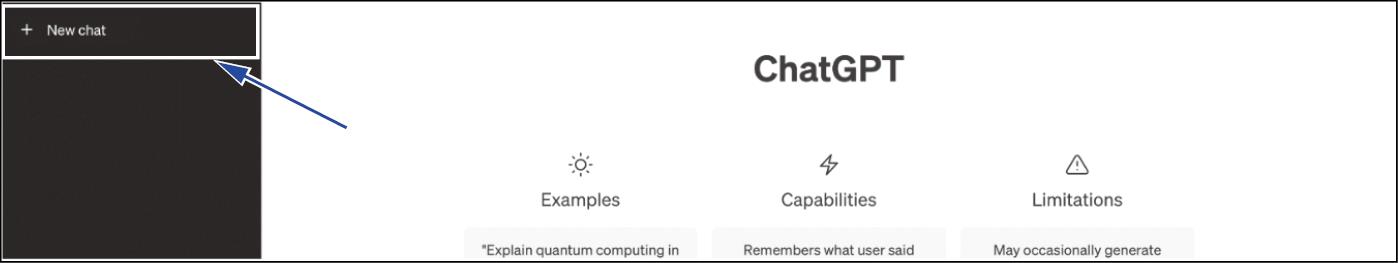 + New chat
ChatGPT
Examples
Capabilities
Limitations
"Explain quantum computing in
Remembers what user said
May occasionally generate